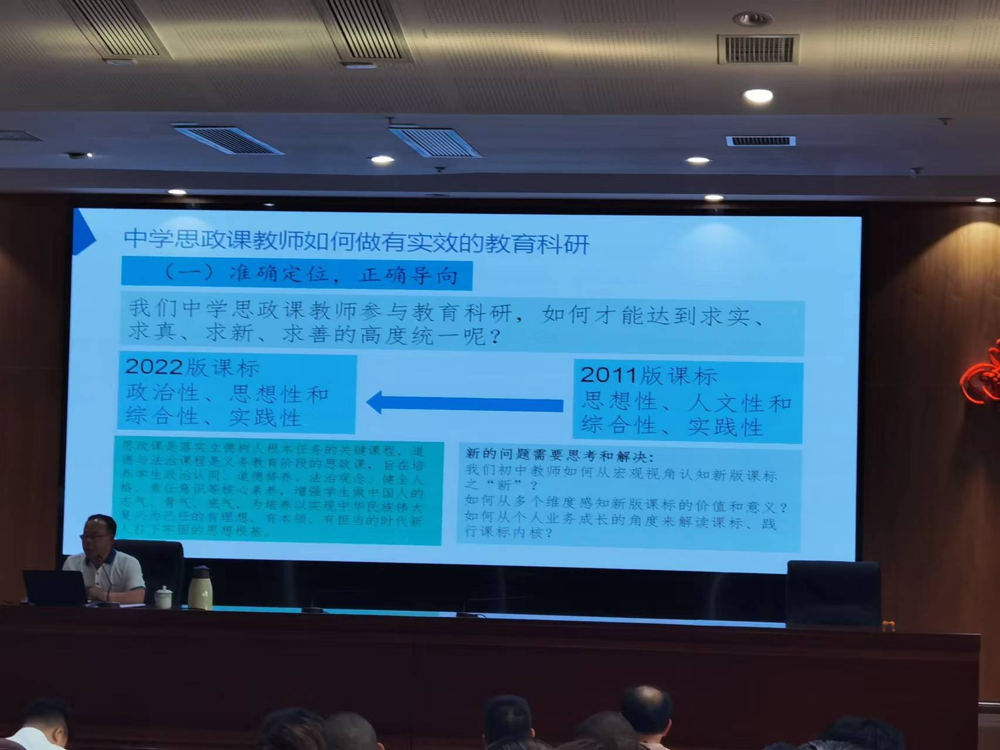 中学思政课教师如何做有实效的教育科研
（一）准确定位，正确导向
我们中学思政课教师参与教育科研，如何才能达到求实、
求真、求新、求善的高度统一呢？
2022版课标
政治性、思想性和
综合性、实践性
2011版课标
思想性、人文性和
综合性、实践性
思政课是落实立德树人根本任务的关键课程，道
德与法治课程是义务教育阶段的思政课，旨在培
养学生政治认同、道德修养、法治观念、健全人
格、责任意识等核心素养，增强学生做中国人的
志气、骨气、底气，为培养以实现中华民族伟大
复兴为己任的有理想、有本领、有担当的时代新
人打下牢固的思想根基。
新的问题需要思考和解决：
我们初中教师如何从宏观视角认知新版课标
之“新”？
如何从多个维度感知新版课标的价值和意义？
如何从个人业务成长的角度来解读课标、践
行课标内核？